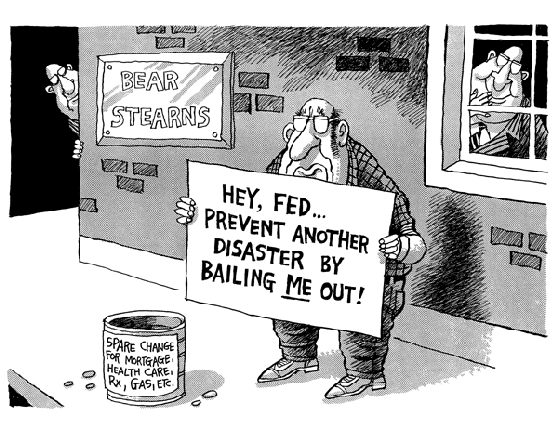 BEAR
STEARNS
HEY, FED...
PREVENT ANOTHER
DISASTER BY
BAILING ME OUT!
SPARE CHANGE
FOR MORTGAGE,
HEALTH CARE,
RX, GAS, ETC.